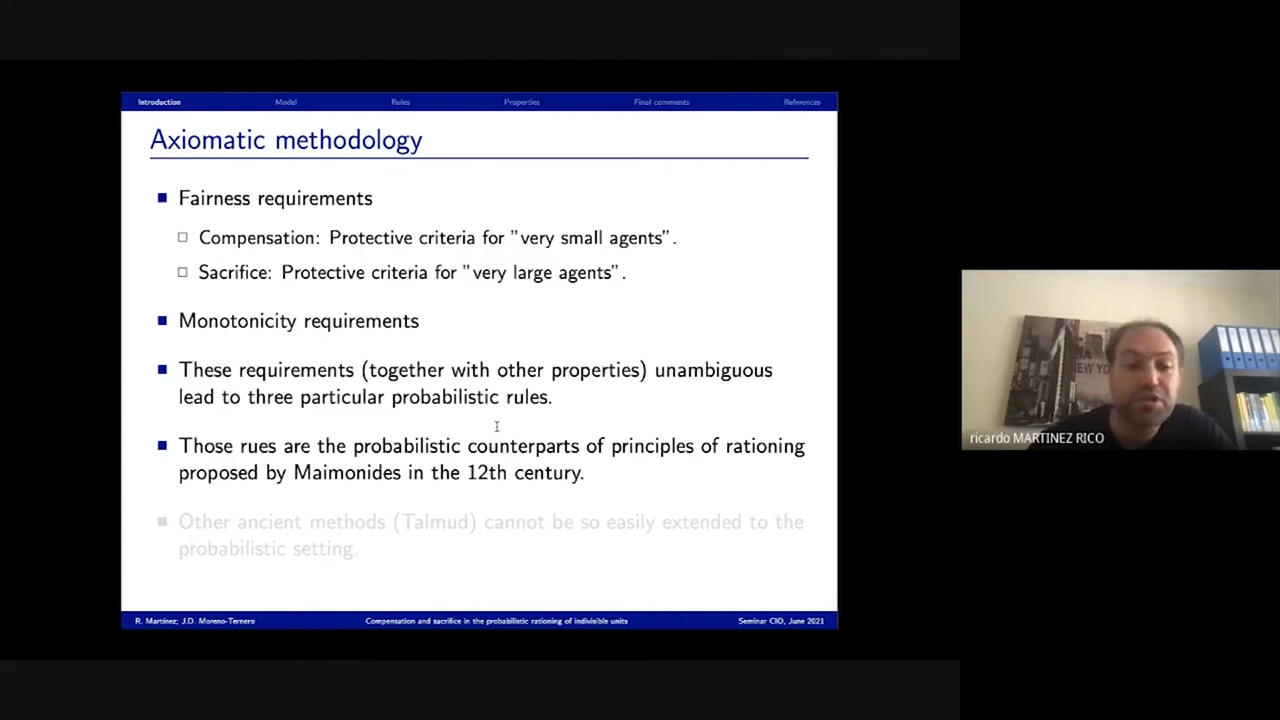 Introduction Model Rules Properties Final comments References
Axiomatic methodology
Fairness requirements
Compensation: Protective criteria for "very small agents".
Sacrifice: Protective criteria for "very large agents".
Monotonicity requirements
These requirements (together with other properties) unambiguous
lead to three particular probabilistic rules.
Those rues are the probabilistic counterparts of principles of rationing
proposed by Maimonides in the 12th century.
Other ancient methods (Talmud) cannot be so easily extended to the
probabilistic setting.
R. Martínez; J.D. Moreno-Ternero Compensation and sacrifice in the probabilistic rationing of indivisible units Seminar CIO, June 2021
NEW YO
ricardo MARTINEZ RICO